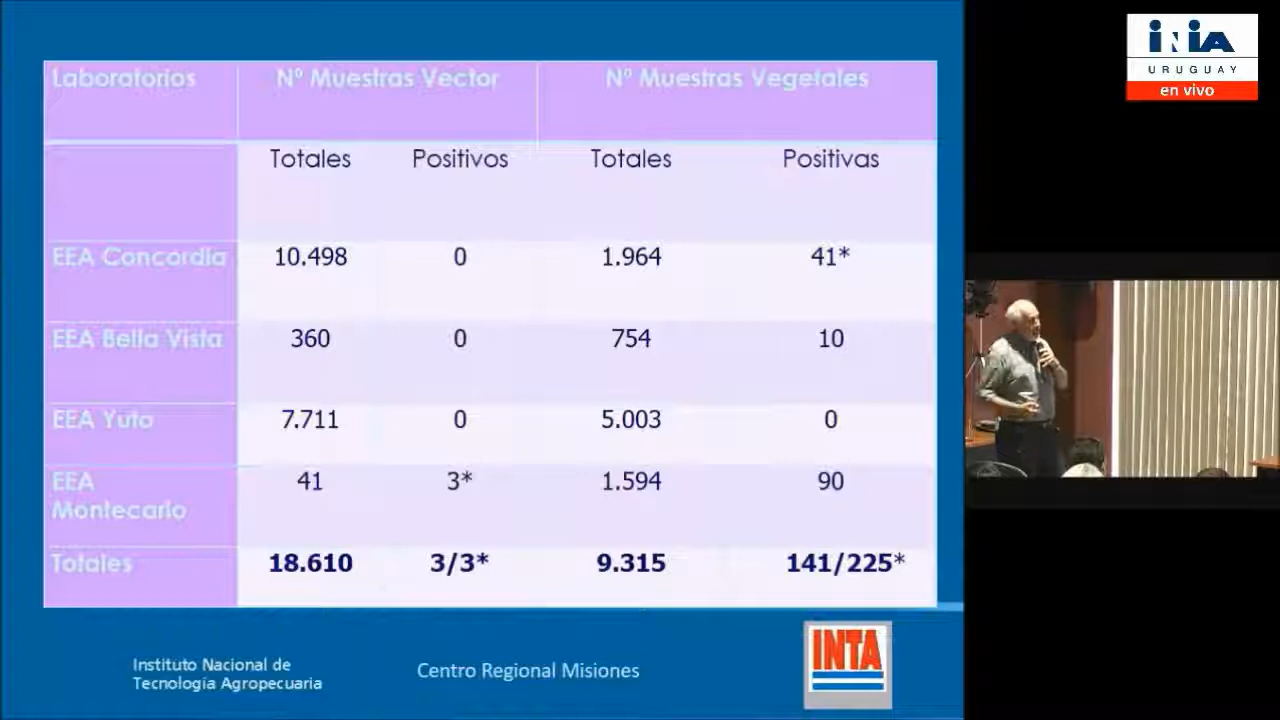 Laboratorios Nº Muestras Vector Nº Muestras Vegetales
Totales Positivos Totales Positivas
EEA Concordia 10.498 0 1.964 41*
EEA Bella Vista 360 0 754 10
EEA Yuto 7.711 0 5.003 0
EEA
Montecarlo 41 3* 1.594 90
Totales 18.610 3/3* 9.315 141/225*
Instituto Nacional de
Tecnología Agropecuaria
Centro Regional Misiones
INTA
inia
URUGUAY
en vivo